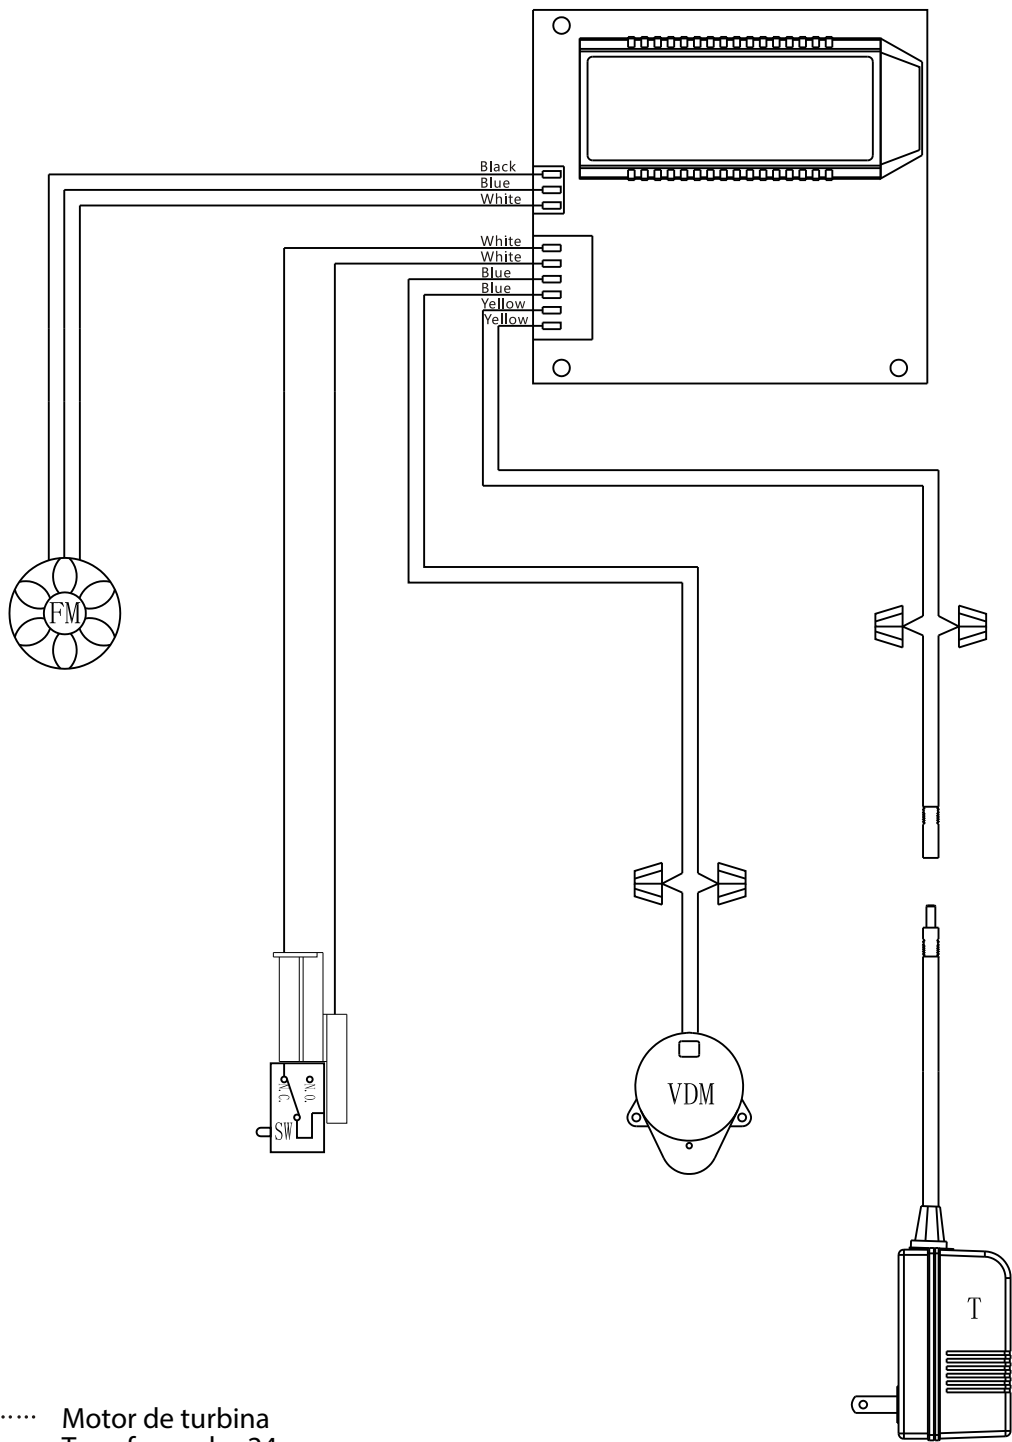 Black
Blue
White
White
White
Blue
Blue
Yellow
Yellow
FM
N.C.
N.O.
SW
VDM
T
...... Motor de turbina